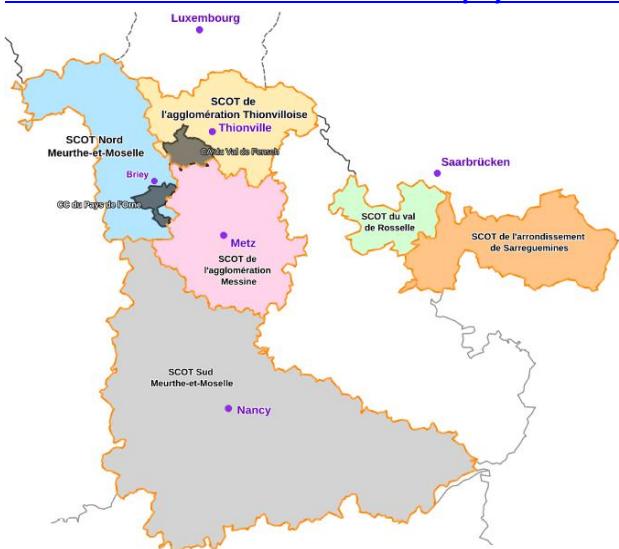 Luxembourg
SCOT de
l'agglomération Thionvilloise
Thionville
SCOT Nord
Meurthe-et-Moselle
CA du Val de Fensch
Briey
CC du Pays de l'Orne
Saarbrücken
SCOT du val
de Rosselle
SCOT de l'arrondissement
de Sarreguemines
Metz
SCOT de
l'agglomération
Messine
SCOT Sud
Meurthe-et-Moselle
Nancy